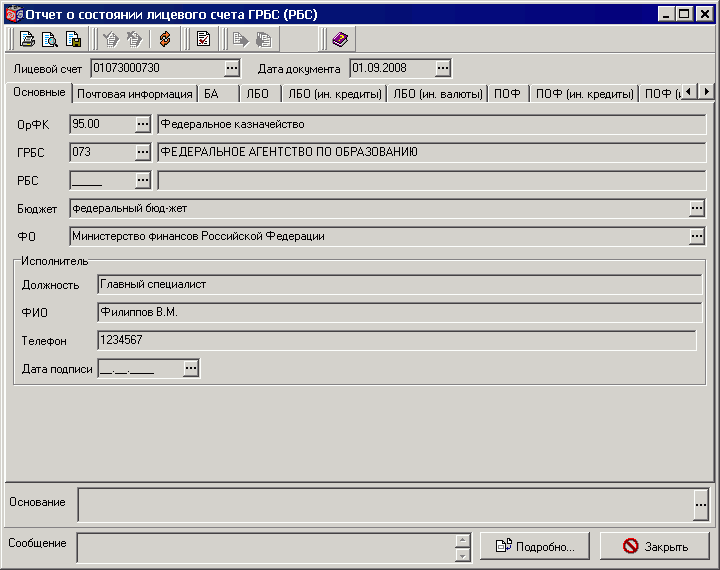 Отчет о состоянии лицевого счета ГРБС (РБС)
Лицевой счет 01073000730 ... Дата документа 01.09.2008 ...
Основные Почтовая информация БА ЛБО ЛБО (ин. кредиты) ЛБО (ин. валюты) ПОФ ПОФ (ин. кредиты)
ОрФК 95.00 ... Федеральное казначейство
ГРБС 073 ... ФЕДЕРАЛЬНОЕ АГЕНТСТВО ПО ОБРАЗОВАНИЮ
РБС _____ ...
Бюджет федеральный бюд-жет ...
ФО Министерство финансов Российской Федерации ...
Исполнитель
Должность Главный специалист
ФИО Филиппов В.М.
Телефон 1234567
Дата подписи __.__.____ ...
Основание ...
Сообщение Подробно... Закрыть